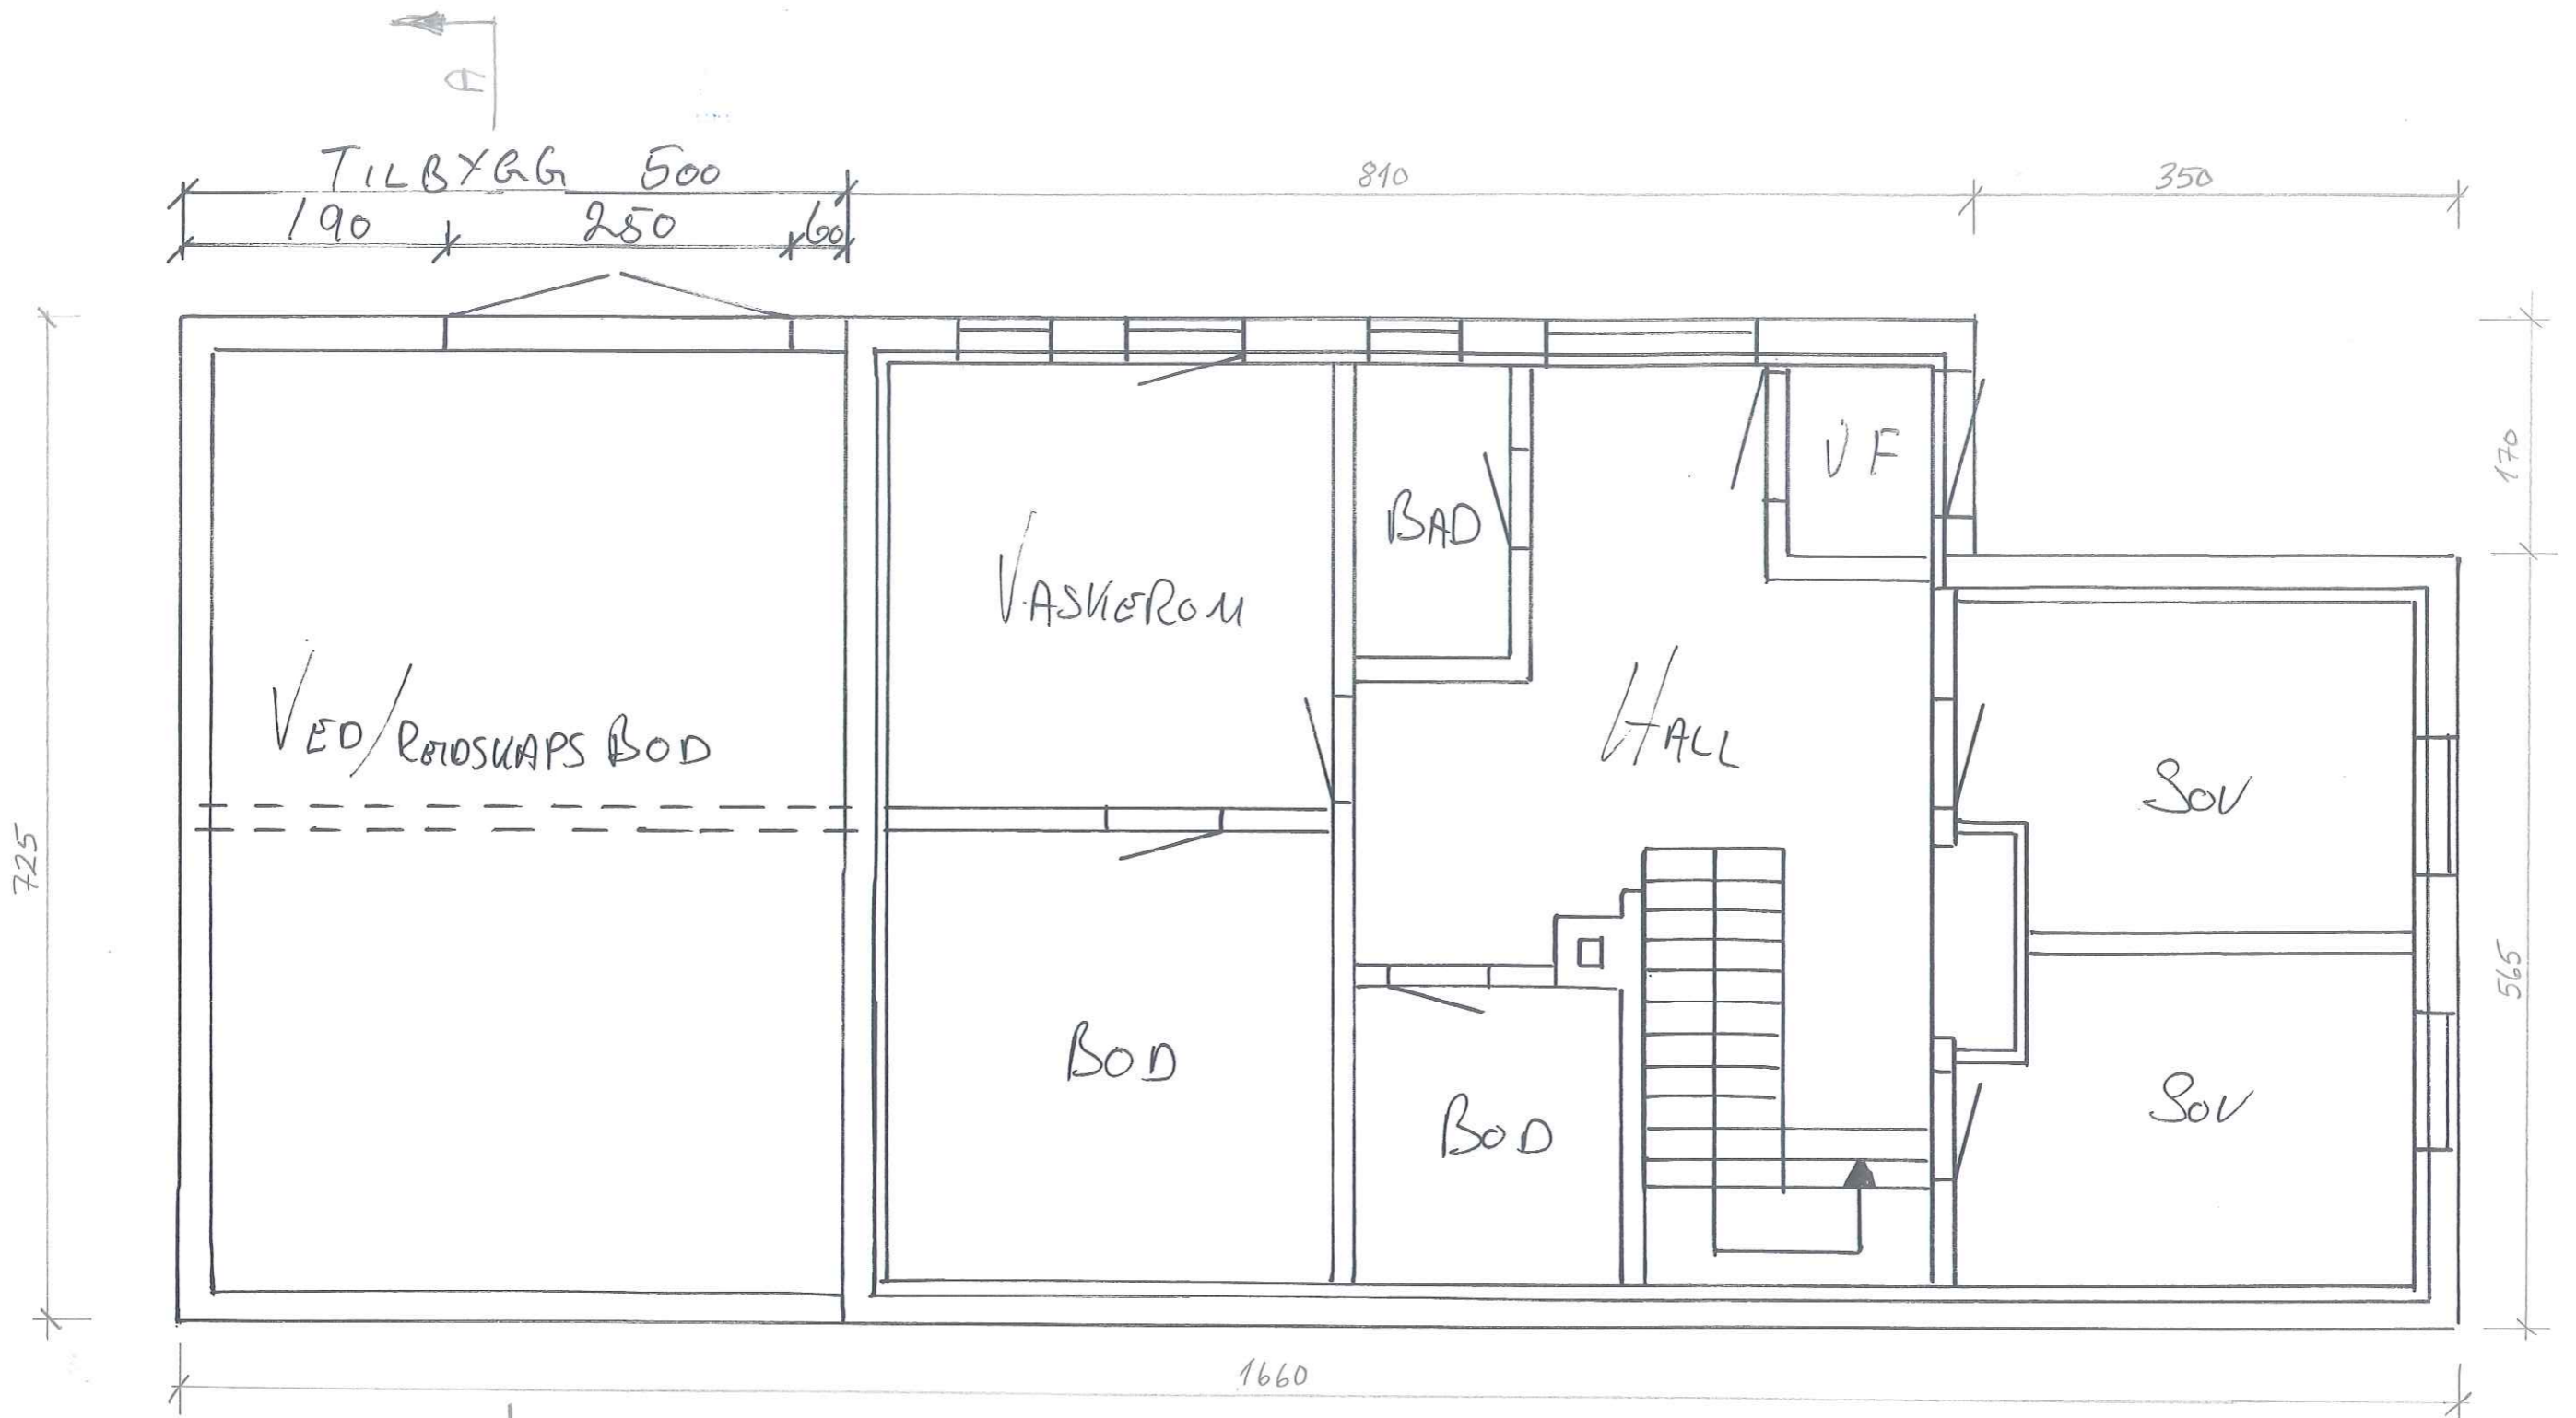 A
TILBYGG 500
810
350
190
250
60
VF
170
BAD
VASKEROM
HALL
VED/REIDSKAPS BOD
SOV
725
565
BOD
BOD
SOV
1660